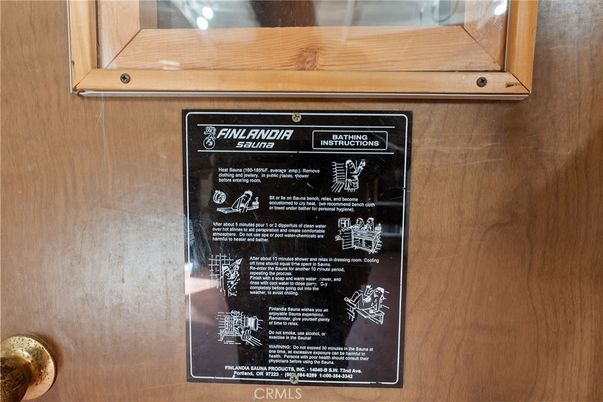 FINLANDIA
sauna
BATHING
INSTRUCTIONS
Heat Sauna (160-195°F. average temp.) Remove
clothing and jewelry. In public places, shower
before entering room.
Sit or lie on Sauna bench, relax, and become
accustomed to dry heat. (we recommend bench cloth
or towel under bather for personal hygiene)
After about 5 minutes pour 1 or 2 dipperfuls of clean water
over hot stones to aid perspiration and create comfortable
atmosphere. Do not use spa or pool water-chemicals are
harmful to heater and bather.
After about 15 minutes shower and relax in dressing room. Cooling
off time should equal time spent in Sauna.
Re-enter the Sauna for another 10 minute period,
repeating the process.
Finish with a soap and warm water shower, and
rinse with cool water to close pores. Dry
completely before going out into the
weather, to avoid chilling.
Finlandia Sauna wishes you an
enjoyable Sauna experience.
Remember, give yourself plenty
of time to relax.
Do not smoke, use alcohol, or
exercise in the Sauna!
WARNING: Do not exceed 30 minutes in the Sauna at
one time, as excessive exposure can be harmful to
health. Persons with poor health should consult their
physicians before using the Sauna.
FINLANDIA SAUNA PRODUCTS, INC. · 14040-B S.W. 72nd Ave.
Portland, OR 97223 · (503) 684-8289 1-800-354-3342
CRMLS